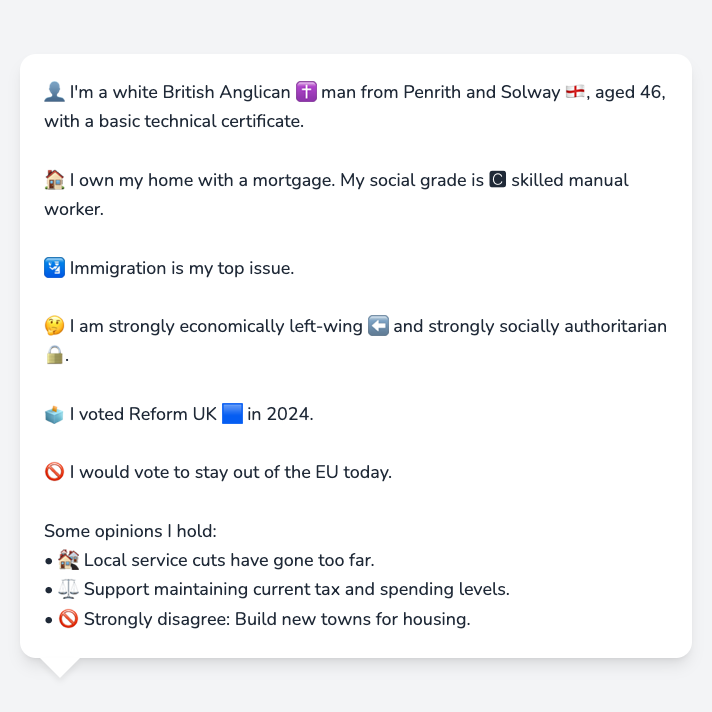 👤 I'm a white British Anglican ✝️ man from Penrith and Solway 🏴󠁧󠁢󠁥󠁮󠁧󠁿, aged 46,
with a basic technical certificate.
🏠 I own my home with a mortgage. My social grade is 🅲 skilled manual
worker.
🛂 Immigration is my top issue.
🤔 I am strongly economically left-wing ⬅️ and strongly socially authoritarian
🔒.
🗳️ I voted Reform UK 🟦 in 2024.
🚫 I would vote to stay out of the EU today.
Some opinions I hold:
• 🏚️ Local service cuts have gone too far.
• ⚖️ Support maintaining current tax and spending levels.
• 🚫 Strongly disagree: Build new towns for housing.